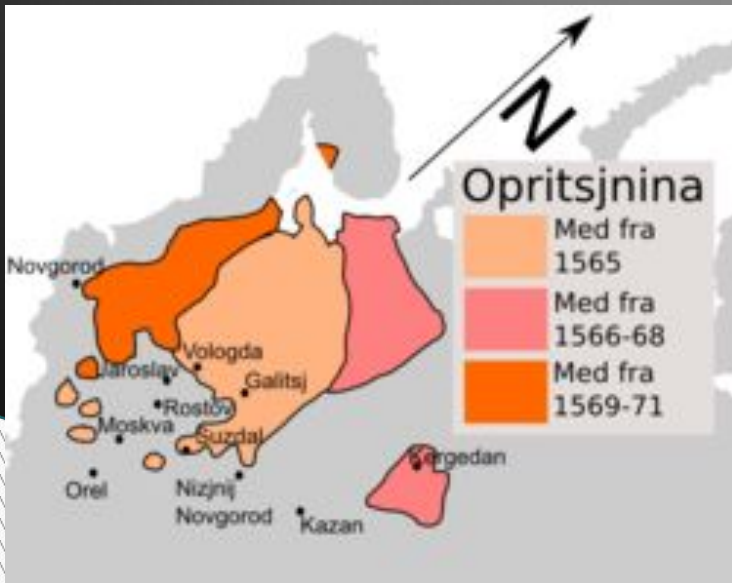 N
Opritsjnina
Med fra
1565
Med fra
1566-68
Med fra
1569-71
Novgorod
Vologda
Jaroslav
Galitsj
Rostov
Moskva
Suzdal
Kergedan
Orel
Nizjnij
Novgorod
Kazan